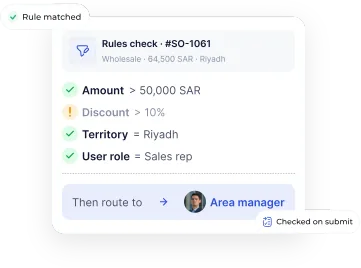 Rule matched
Rules check · #SO-1061
Wholesale · 64,500 SAR · Riyadh
Amount > 50,000 SAR
Discount > 10%
Territory = Riyadh
User role = Sales rep
Then route to → Area manager
Checked on submit